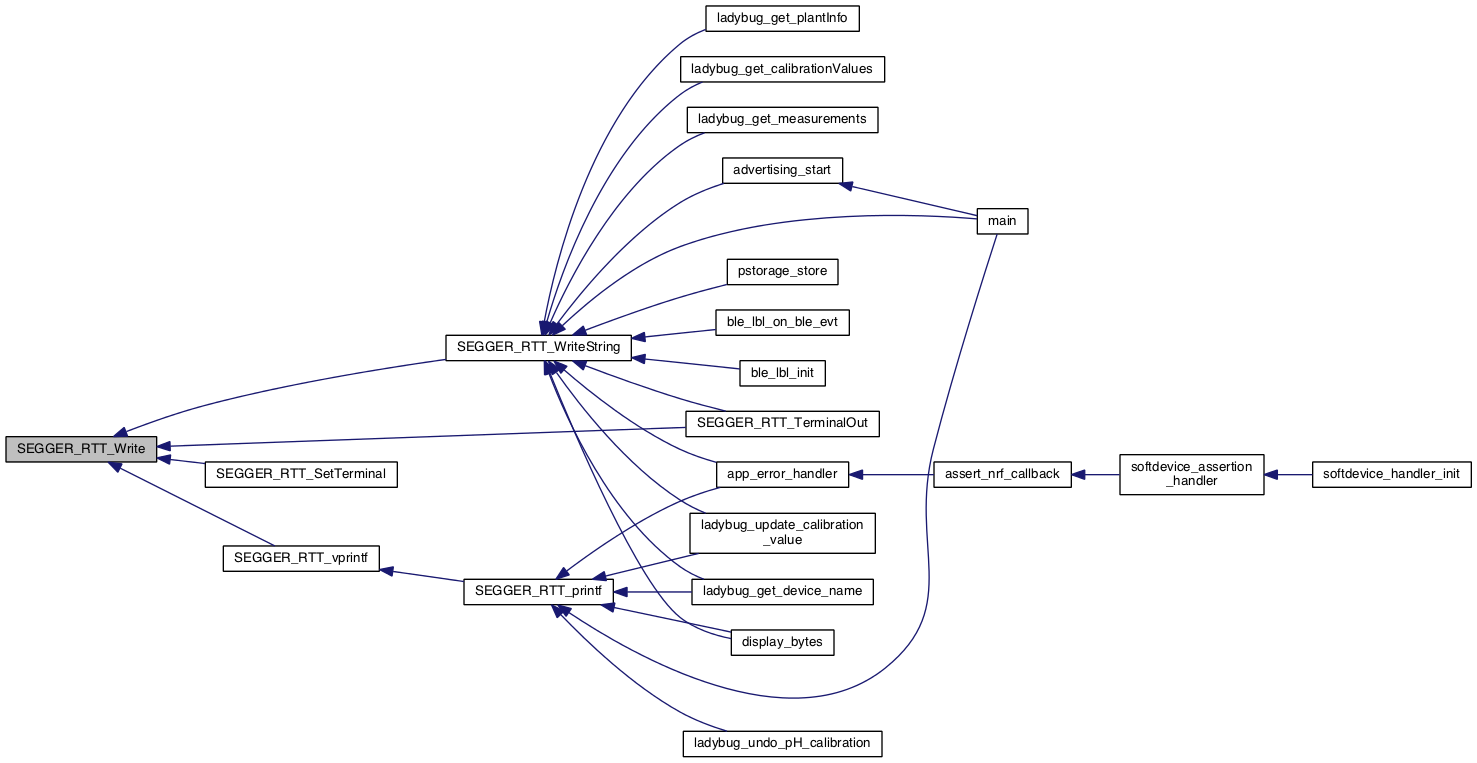 ladybug_get_plantInfo
ladybug_get_calibrationValues
ladybug_get_measurements
advertising_start
main
pstorage_store
ble_lbl_on_ble_evt
SEGGER_RTT_WriteString
ble_lbl_init
SEGGER_RTT_TerminalOut
SEGGER_RTT_Write
SEGGER_RTT_SetTerminal
app_error_handler
assert_nrf_callback
softdevice_assertion
_handler
softdevice_handler_init
ladybug_update_calibration
_value
SEGGER_RTT_vprintf
SEGGER_RTT_printf
ladybug_get_device_name
display_bytes
ladybug_undo_pH_calibration